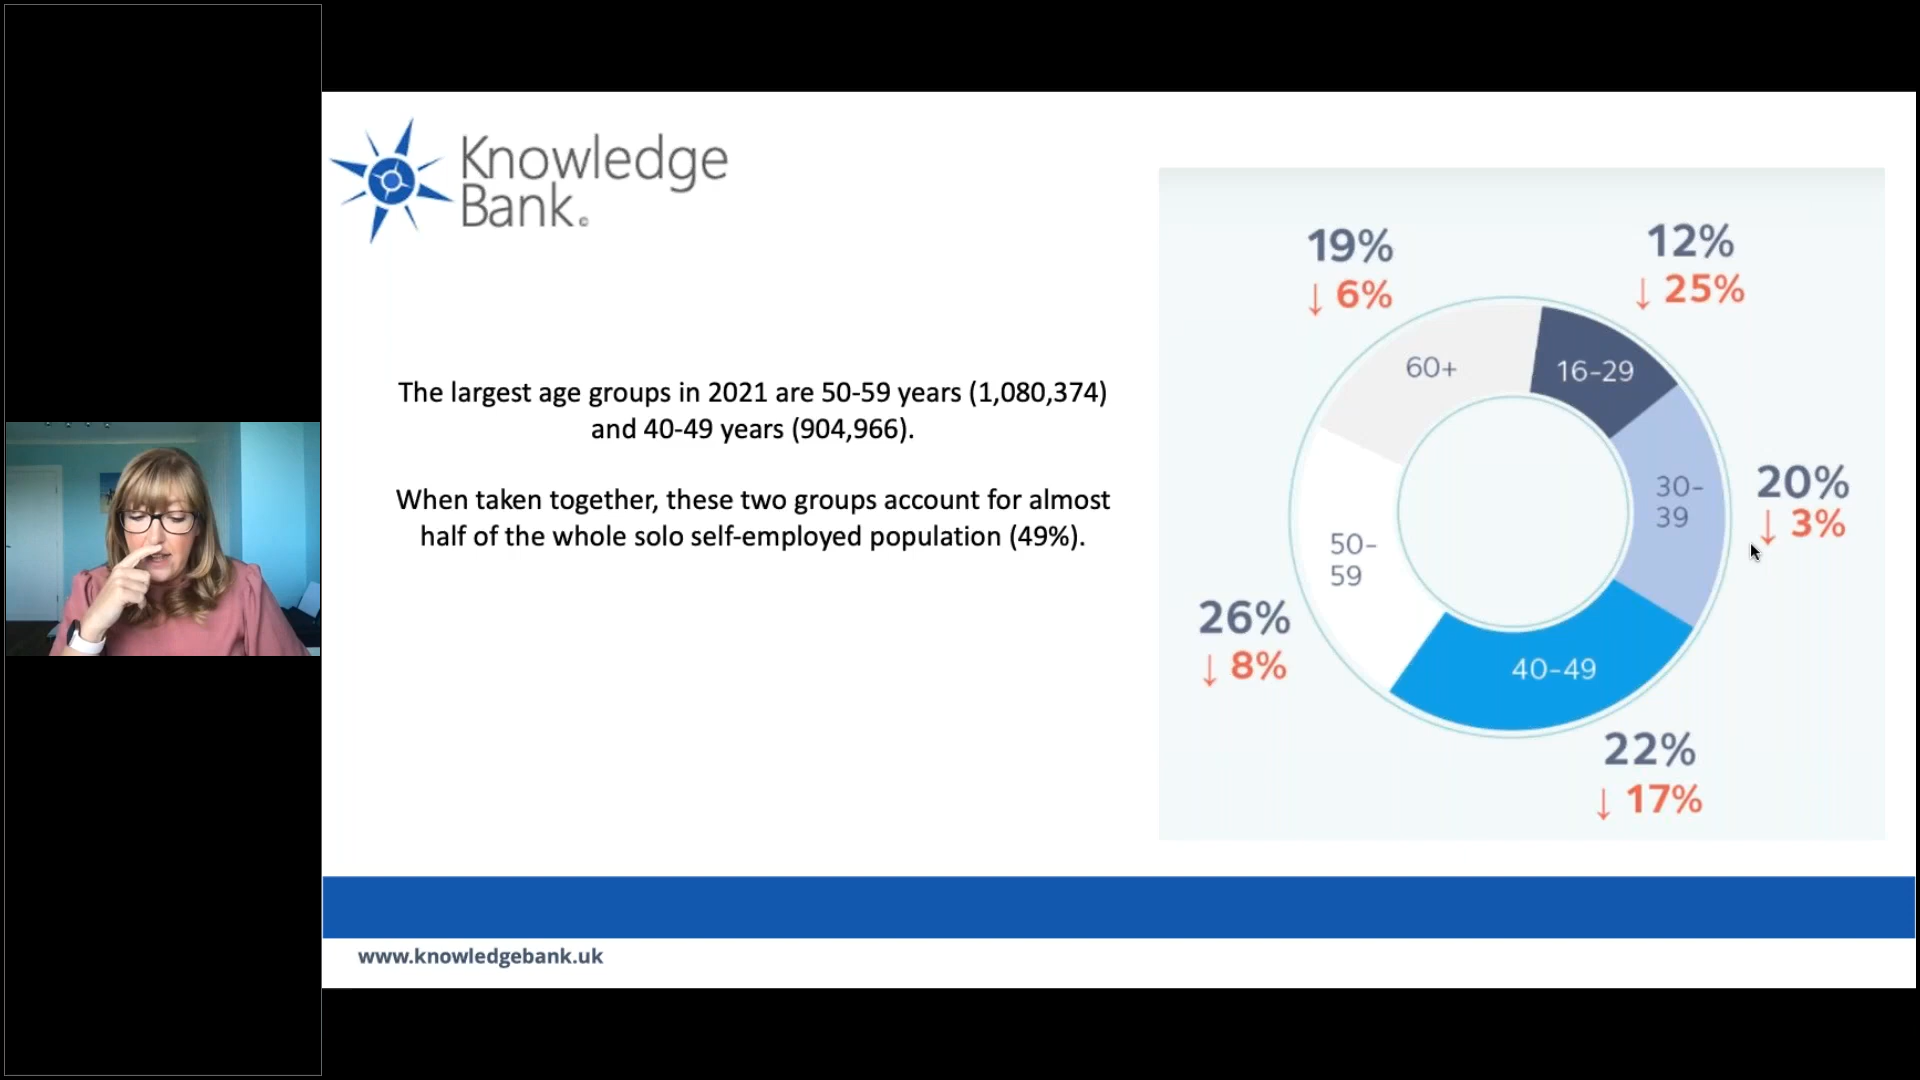 Knowledge
Bank©
The largest age groups in 2021 are 50-59 years (1,080,374)
and 40-49 years (904,966).
When taken together, these two groups account for almost
half of the whole solo self-employed population (49%).
19%
↓ 6%
12%
↓ 25%
60+
16-29
30-
39
20%
↓ 3%
50-
59
26%
↓ 8%
40-49
22%
↓ 17%
www.knowledgebank.uk